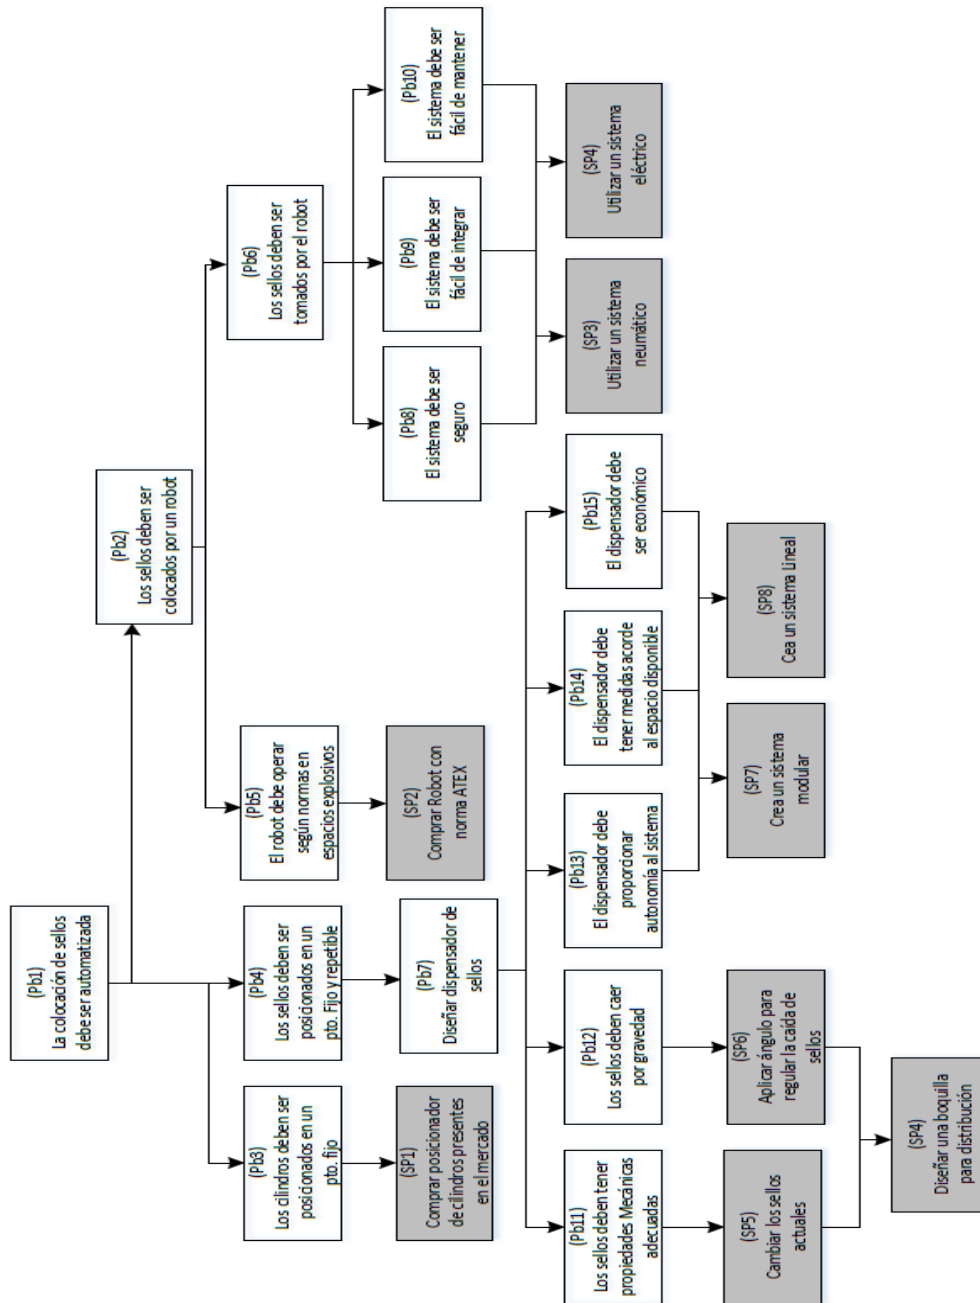 (Pb1)
La colocación de sellos
debe ser automatizada
(Pb2)
Los sellos deben ser
colocados por un robot
(Pb3)
Los cilindros deben ser
posicionados en un
pto. fijo
(Pb4)
Los sellos deben ser
posicionados en un
pto. Fijo y repetible
(Pb5)
El robot debe operar
según normas en
espacios explosivos
(Pb6)
Los sellos deben ser
tomados por el robot
(SP1)
Comprar posicionador
de cilindros presentes
en el mercado
(Pb7)
Diseñar dispensador de
sellos
(SP2)
Comprar Robot con
norma ATEX
(Pb8)
El sistema debe ser
seguro
(Pb9)
El sistema debe ser
fácil de integrar
(Pb10)
El sistema debe ser
fácil de mantener
(Pb11)
Los sellos deben tener
propiedades Mecánicas
adecuadas
(Pb12)
Los sellos deben caer
por gravedad
(Pb13)
El dispensador debe
proporcionar
autonomía al sistema
(Pb14)
El dispensador debe
tener medidas acorde
al espacio disponible
(Pb15)
El dispensador debe
ser económico
(SP3)
Utilizar un sistema
neumático
(SP4)
Utilizar un sistema
eléctrico
(SP5)
Cambiar los sellos
actuales
(SP6)
Aplicar ángulo para
regular la caída de
sellos
(SP7)
Crea un sistema
modular
(SP8)
Cea un sistema Lineal
(SP4)
Diseñar una boquilla
para distribución